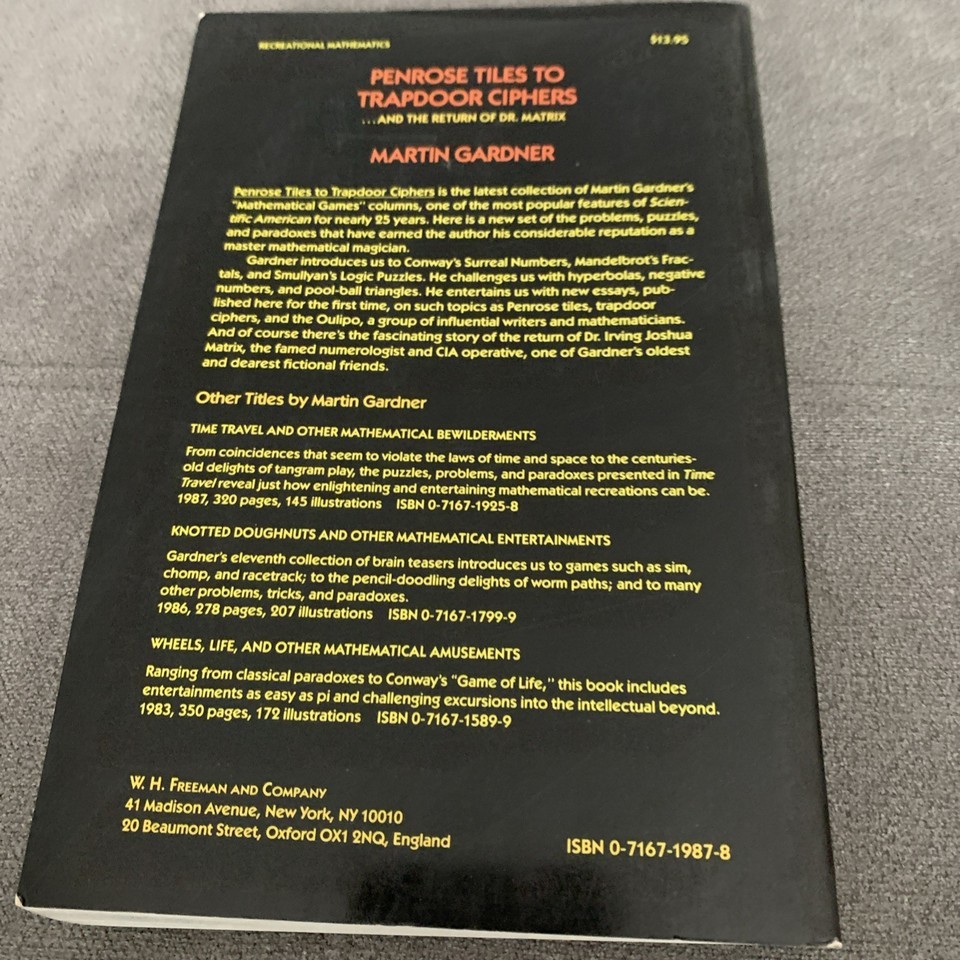 RECREATIONAL MATHEMATICS
$13.95
PENROSE TILES TO
TRAPDOOR CIPHERS
...AND THE RETURN OF DR. MATRIX
MARTIN GARDNER
Penrose Tiles to Trapdoor Ciphers is the latest collection of Martin Gardner's
"Mathematical Games" columns, one of the most popular features of Scien-
tific American for nearly 25 years. Here is a new set of the problems, puzzles,
and paradoxes that have earned the author his considerable reputation as a
master mathematical magician.
Gardner introduces us to Conway's Surreal Numbers, Mandelbrot's Frac-
tals, and Smullyan's Logic Puzzles. He challenges us with hyperbolas, negative
numbers, and pool-ball triangles. He entertains us with new essays, pub-
lished here for the first time, on such topics as Penrose tiles, trapdoor
ciphers, and the Oulipo, a group of influential writers and mathematicians.
And of course there's the fascinating story of the return of Dr. Irving Joshua
Matrix, the famed numerologist and CIA operative, one of Gardner's oldest
and dearest fictional friends.
Other Titles by Martin Gardner
TIME TRAVEL AND OTHER MATHEMATICAL BEWILDERMENTS
From coincidences that seem to violate the laws of time and space to the centuries-
old delights of tangram play, the puzzles, problems, and paradoxes presented in Time
Travel reveal just how enlightening and entertaining mathematical recreations can be.
1987, 320 pages, 145 illustrations ISBN 0-7167-1925-8
KNOTTED DOUGHNUTS AND OTHER MATHEMATICAL ENTERTAINMENTS
Gardner's eleventh collection of brain teasers introduces us to games such as sim,
chomp, and racetrack; to the pencil-doodling delights of worm paths; and to many
other problems, tricks, and paradoxes.
1986, 278 pages, 207 illustrations ISBN 0-7167-1799-9
WHEELS, LIFE, AND OTHER MATHEMATICAL AMUSEMENTS
Ranging from classical paradoxes to Conway's "Game of Life," this book includes
entertainments as easy as pi and challenging excursions into the intellectual beyond.
1983, 350 pages, 172 illustrations ISBN 0-7167-1589-9
W. H. FREEMAN AND COMPANY
41 Madison Avenue, New York, NY 10010
20 Beaumont Street, Oxford OX1 2NQ, England
ISBN 0-7167-1987-8